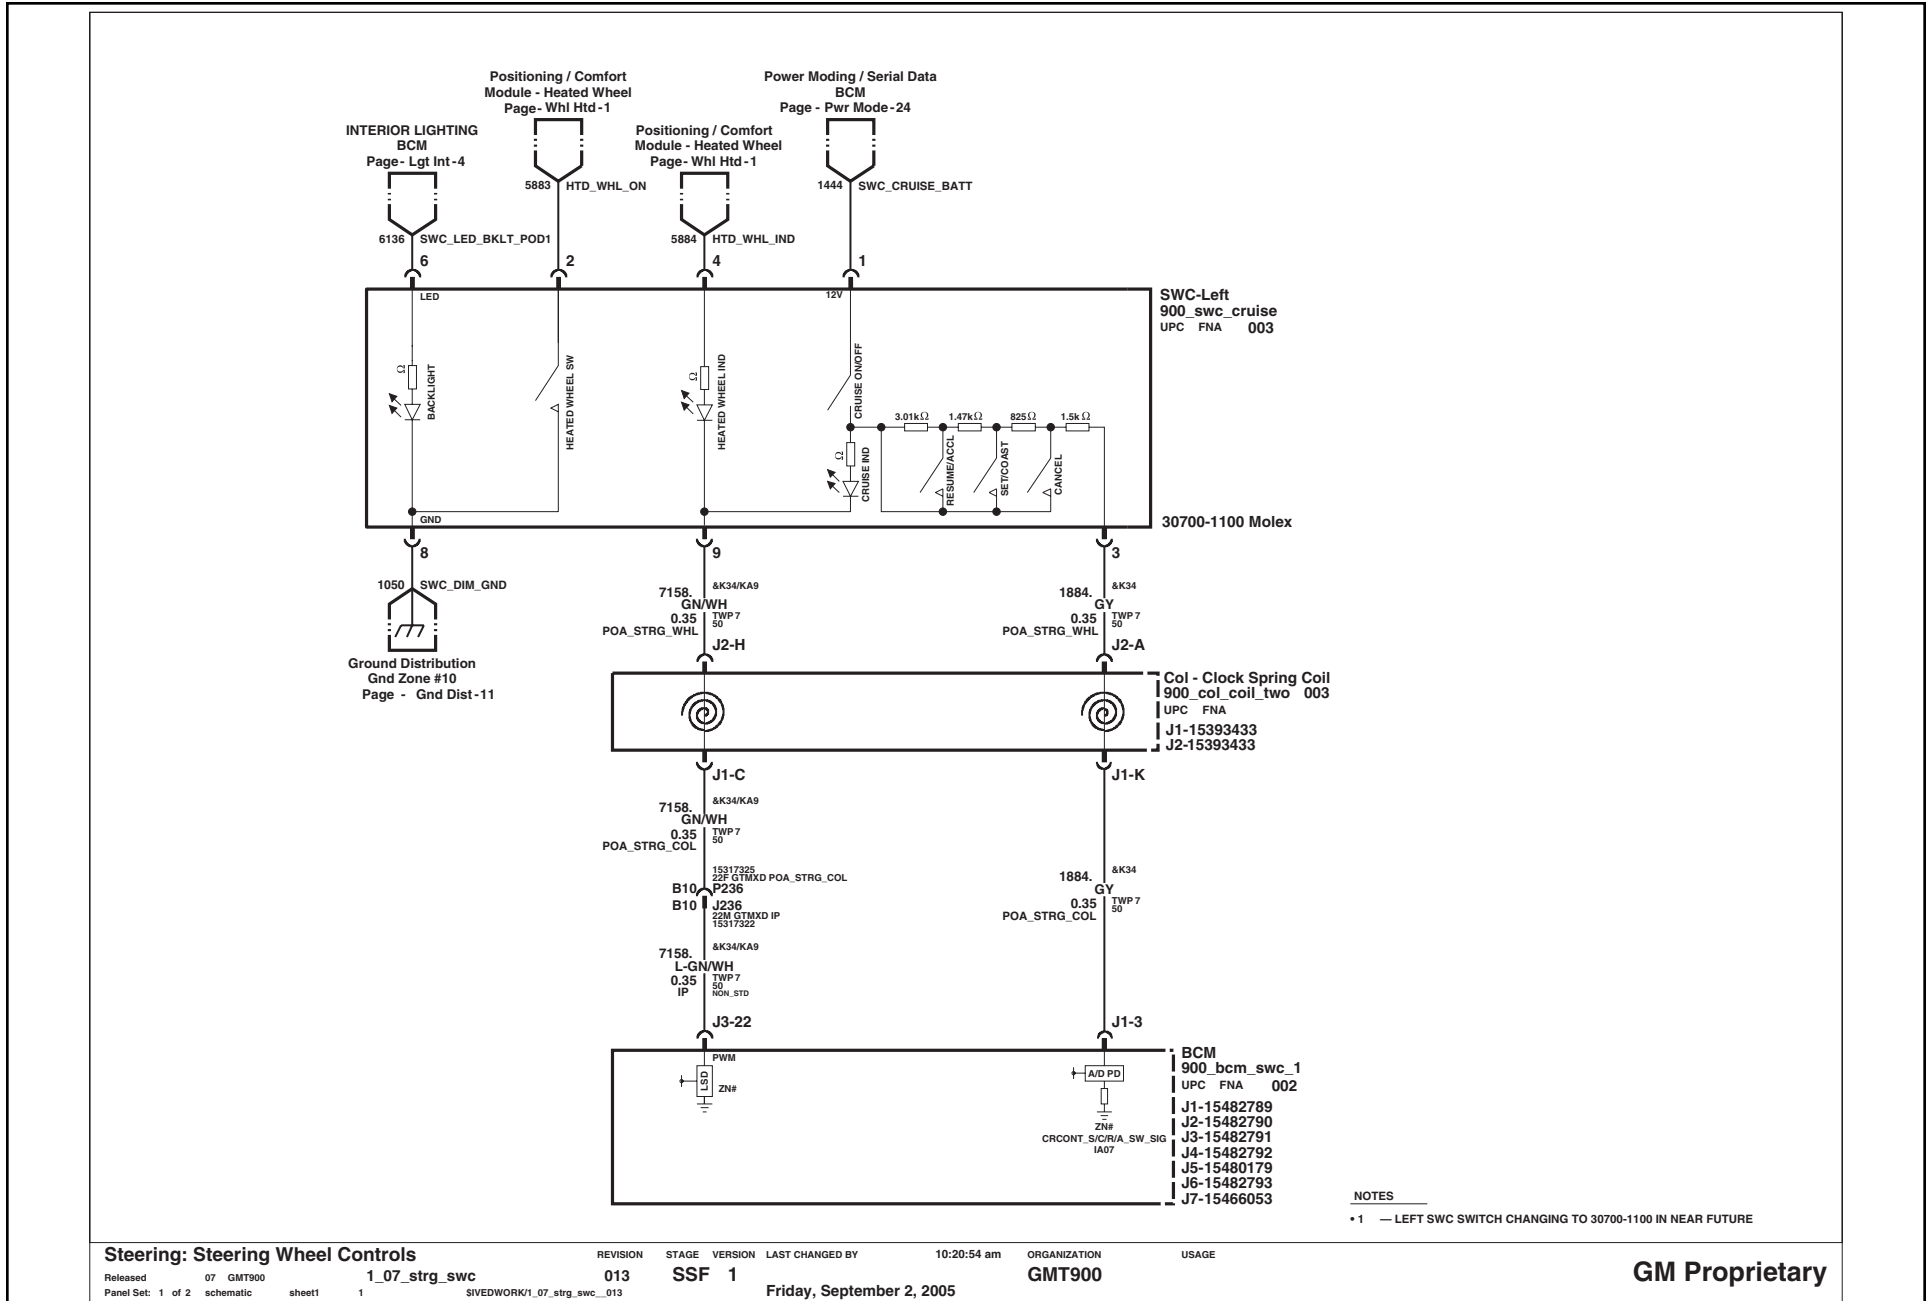 Positioning / Comfort
Module - Heated Wheel
Page- Whl Htd-1
Power Moding / Serial Data
BCM
Page - Pwr Mode-24
INTERIOR LIGHTING
BCM
Page- Lgt Int-4
Positioning / Comfort
Module - Heated Wheel
Page- Whl Htd-1
5883 HTD_WHL_ON
1444 SWC_CRUISE_BATT
6136 SWC_LED_BKLT_POD1
5884 HTD_WHL_IND
6
2
4
1
LED
12V
SWC-Left
900_swc_cruise
UPC FNA 003
Ω
BACKLIGHT
HEATED WHEEL SW
Ω
HEATED WHEEL IND
CRUISE ON/OFF
3.01kΩ
1.47kΩ
825Ω
1.5k Ω
Ω
CRUISE IND
RESUME/ACCL
SET/COAST
CANCEL
GND
30700-1100 Molex
8
9
3
1050 SWC_DIM_GND
Ground Distribution
Gnd Zone #10
Page - Gnd Dist-11
7158. &K34/KA9
GN/WH
0.35 TWP 7
50
POA_STRG_WHL
J2-H
1884. &K34
GY
0.35 TWP 7
50
POA_STRG_WHL
J2-A
Col - Clock Spring Coil
900_col_coil_two 003
UPC FNA
J1-15393433
J2-15393433
J1-C
J1-K
7158. &K34/KA9
GN/WH
0.35 TWP 7
50
POA_STRG_COL
15317325
22F GTMXD POA_STRG_COL
B10 P236
B10 J236
22M GTMXD IP
15317322
1884. &K34
GY
0.35 TWP 7
50
POA_STRG_COL
7158. &K34/KA9
L-GN/WH
0.35 TWP 7
50
IP NON_STD
J3-22
J1-3
PWM
LSD
ZN#
A/D PD
ZN#
CRCONT_S/C/R/A_SW_SIG
IA07
BCM
900_bcm_swc_1
UPC FNA 002
J1-15482789
J2-15482790
J3-15482791
J4-15482792
J5-15480179
J6-15482793
J7-15466053
NOTES
• 1 — LEFT SWC SWITCH CHANGING TO 30700-1100 IN NEAR FUTURE
Steering: Steering Wheel Controls
Released 07 GMT900 1_07_strg_swc
Panel Set: 1 of 2 schematic sheet1 1 $IVEDWORK/1_07_strg_swc__013
REVISION
013
STAGE
SSF
VERSION
1
LAST CHANGED BY 10:20:54 am
Friday, September 2, 2005
ORGANIZATION
GMT900
USAGE
GM Proprietary